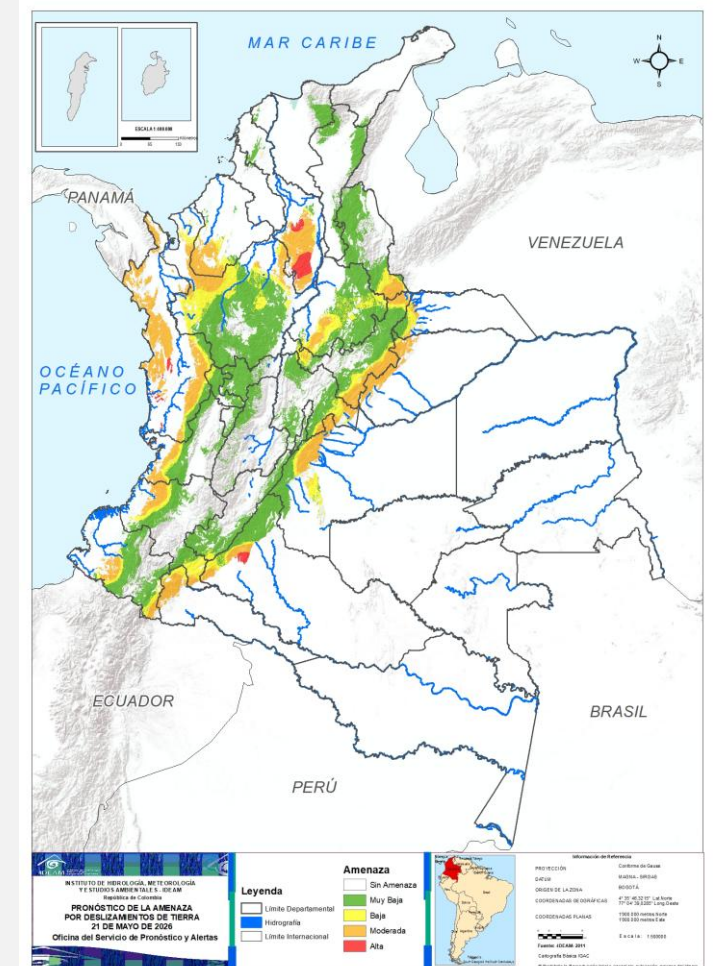 MAR CARIBE
N
W
E
S
ESCALA 1:
PANAMÁ
VENEZUELA
OCÉANO
PACÍFICO
ECUADOR
BRASIL
PERÚ
IDEAM
INSTITUTO DE HIDROLOGÍA, METEOROLOGÍA
Y ESTUDIOS AMBIENTALES - IDEAM
República de Colombia
PRONÓSTICO DE LA AMENAZA
POR DESLIZAMIENTOS DE TIERRA
21 DE MAYO DE 2026
Oficina del Servicio de Pronóstico y Alertas
Leyenda
Límite Departamental
Hidrografía
Límite Internacional
Amenaza
Sin Amenaza
Muy Baja
Baja
Moderada
Alta
Información de Referencia
PROYECCIÓN Conforme de Gauss
DATUM MAGNA - SIRGAS
ORIGEN DE LA ZONA BOGOTÁ
COORDENADAS GEOGRÁFICAS
COORDENADAS PLANAS
Escala
Fuente: IDEAM 2011
Cartografía Básica IGAC